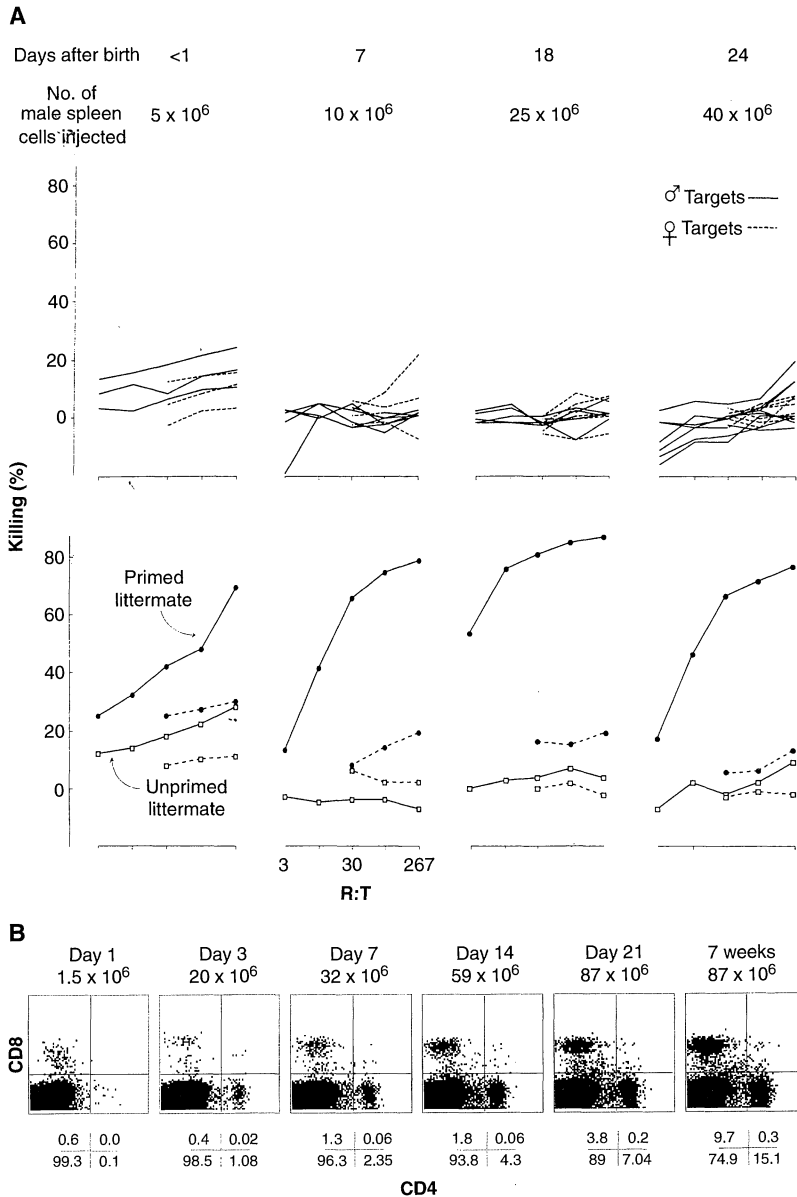 A
Days after birth <1 7 18 24
No. of
male spleen
cells injected
5 x 10⁶ 10 x 10⁶ 25 x 10⁶ 40 x 10⁶
♂ Targets
♀ Targets
80
60
40
20
0
Killing (%)
80
60
40
20
0
Primed
littermate
Unprimed
littermate
3 30 267
R:T
B
Day 1 Day 3 Day 7 Day 14 Day 21 7 weeks
1.5 x 10⁶ 20 x 10⁶ 32 x 10⁶ 59 x 10⁶ 87 x 10⁶ 87 x 10⁶
CD8
0.6 0.0 0.4 0.02 1.3 0.06 1.8 0.06 3.8 0.2 9.7 0.3
99.3 0.1 98.5 1.08 96.3 2.35 93.8 4.3 89 7.04 74.9 15.1
CD4